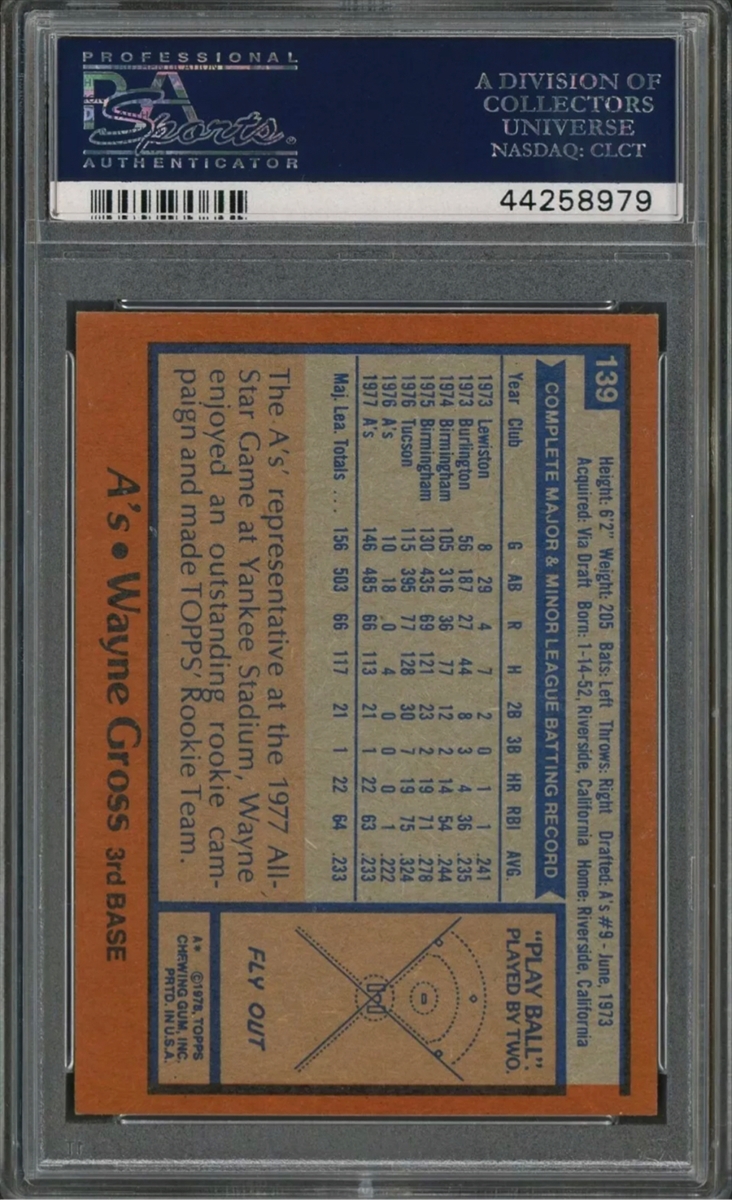 PROFESSIONAL
PSA
Sports
AUTHENTICATOR
A DIVISION OF
COLLECTORS
UNIVERSE
NASDAQ: CLCT
44258979
139
Height: 6'2" Weight: 205 Bats: Left Throws: Right Drafted: A's #9 - June, 1973
Acquired: Via Draft Born: 1-14-52, Riverside, California Home: Riverside, California
COMPLETE MAJOR & MINOR LEAGUE BATTING RECORD
Year Club G AB R H 2B 3B HR RBI AVG.
1973 Lewiston 8 29 4 7 2 0 1 1 .241
1973 Burlington 56 187 27 44 8 3 4 36 .235
1974 Birmingham 105 316 36 77 12 2 14 54 .244
1975 Birmingham 130 435 69 121 23 2 19 71 .278
1976 Tucson 115 395 77 128 30 7 19 75 .324
1976 A's 10 18 0 4 0 0 0 1 .222
1977 A's 146 485 66 113 21 1 22 63 .233
Maj. Lea. Totals ... 156 503 66 117 21 1 22 64 .233
The A's' representative at the 1977 All-
Star Game at Yankee Stadium, Wayne
enjoyed an outstanding rookie cam-
paign and made TOPPS' Rookie Team.
"PLAY BALL".
PLAYED BY TWO.
FLY OUT
A* ©1978, TOPPS
CHEWING GUM, INC.
PRTD. IN U.S.A.
A's • Wayne Gross 3rd BASE